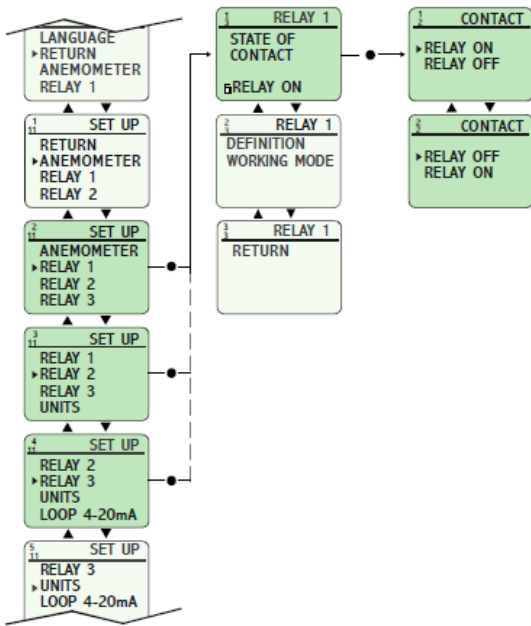 LANGUAGE
▸RETURN
ANEMOMETER
RELAY 1
1/11 SET UP
RETURN
▸ANEMOMETER
RELAY 1
RELAY 2
2/11 SET UP
ANEMOMETER
▸RELAY 1
RELAY 2
RELAY 3
3/11 SET UP
RELAY 1
▸RELAY 2
RELAY 3
UNITS
4/11 SET UP
RELAY 2
▸RELAY 3
UNITS
LOOP 4-20mA
5/11 SET UP
RELAY 3
▸UNITS
LOOP 4-20mA
1/3 RELAY 1
STATE OF
CONTACT
RELAY ON
2/3 RELAY 1
DEFINITION
WORKING MODE
3/3 RELAY 1
RETURN
1/2 CONTACT
▸RELAY ON
RELAY OFF
2/2 CONTACT
▸RELAY OFF
RELAY ON